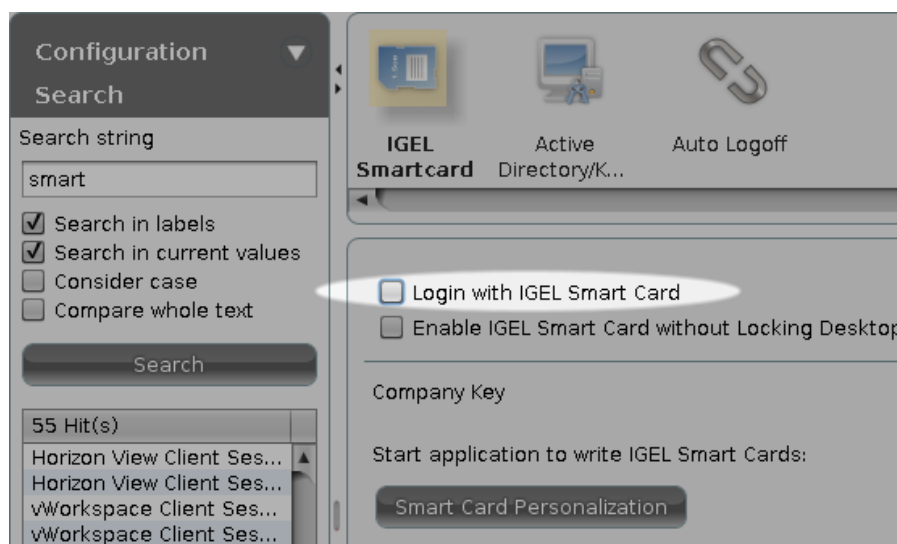 Configuration
Search
Search string
smart
Search in labels
Search in current values
Consider case
Compare whole text
Search
55 Hit(s)
Horizon View Client Ses...
Horizon View Client Ses...
vWorkspace Client Ses...
vWorkspace Client Ses...
IGEL
Smartcard
Active
Directory/K...
Auto Logoff
Login with IGEL Smart Card
Enable IGEL Smart Card without Locking Desktop
Company Key
Start application to write IGEL Smart Cards:
Smart Card Personalization